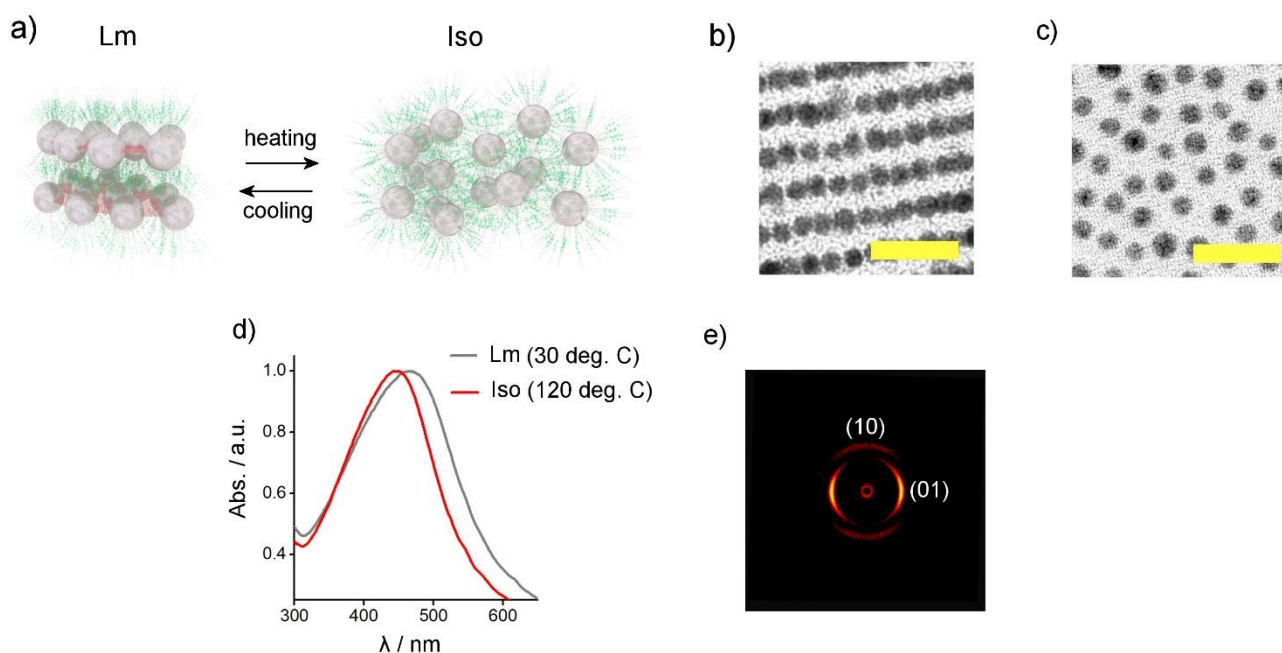 a)
Lm
Iso
heating
cooling
b)
c)
d)
Lm (30 deg. C)
Iso (120 deg. C)
Abs. / a.u.
1.0
0.8
0.6
0.4
300
400
500
600
λ / nm
e)
(10)
(01)